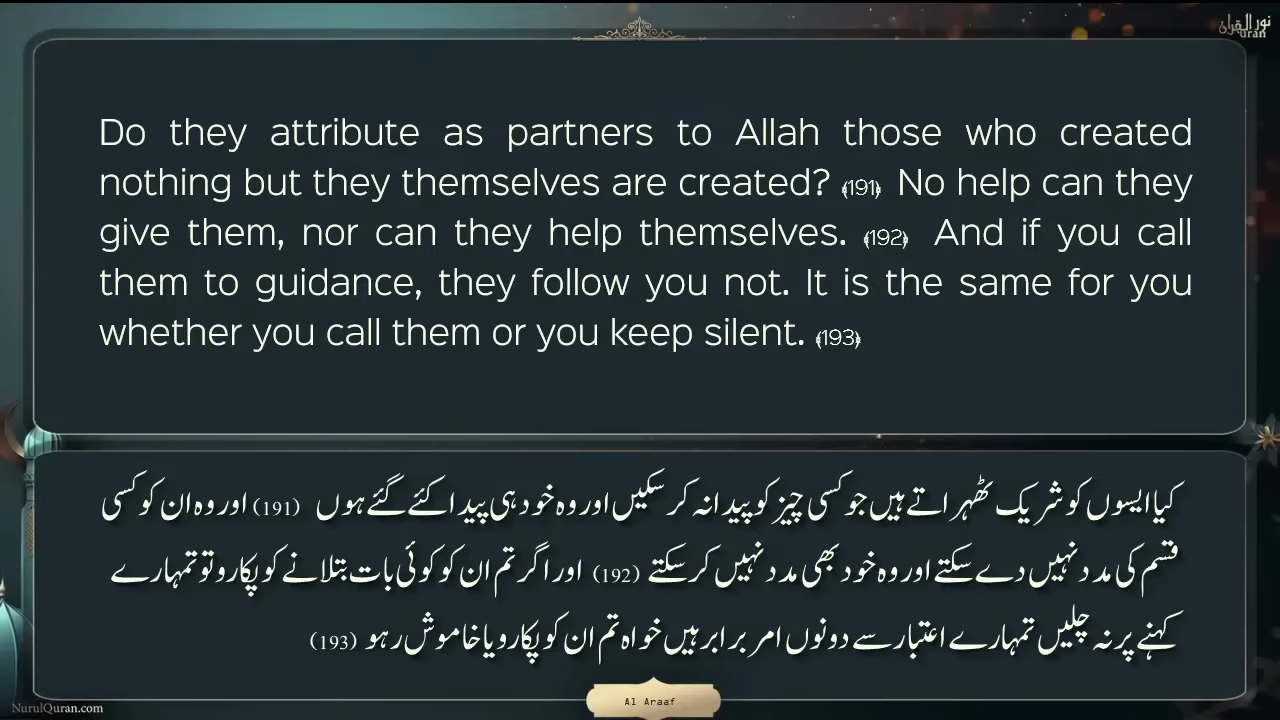 نور القرآن
uran
Do they attribute as partners to Allah those who created
nothing but they themselves are created? ﴾191﴿ No help can they
give them, nor can they help themselves. ﴾192﴿ And if you call
them to guidance, they follow you not. It is the same for you
whether you call them or you keep silent. ﴾193﴿
کیا ایسوں کو شریک ٹھہراتے ہیں جو کسی چیز کو پیدا نہ کر سکیں اور وہ خود ہی پیدا کئے گئے ہوں (191) اور وہ ان کو کسی
قسم کی مدد نہیں دے سکتے اور وہ خود بھی مدد نہیں کرسکتے (192) اور اگر تم ان کو کوئی بات بتلانے کو پکارو تو تمہارے
کہنے پر نہ چلیں تمہارے اعتبار سے دونوں امر برابر ہیں خواہ تم ان کو پکارو یا خاموش رہو (193)
Al Araaf
NurulQuran.com